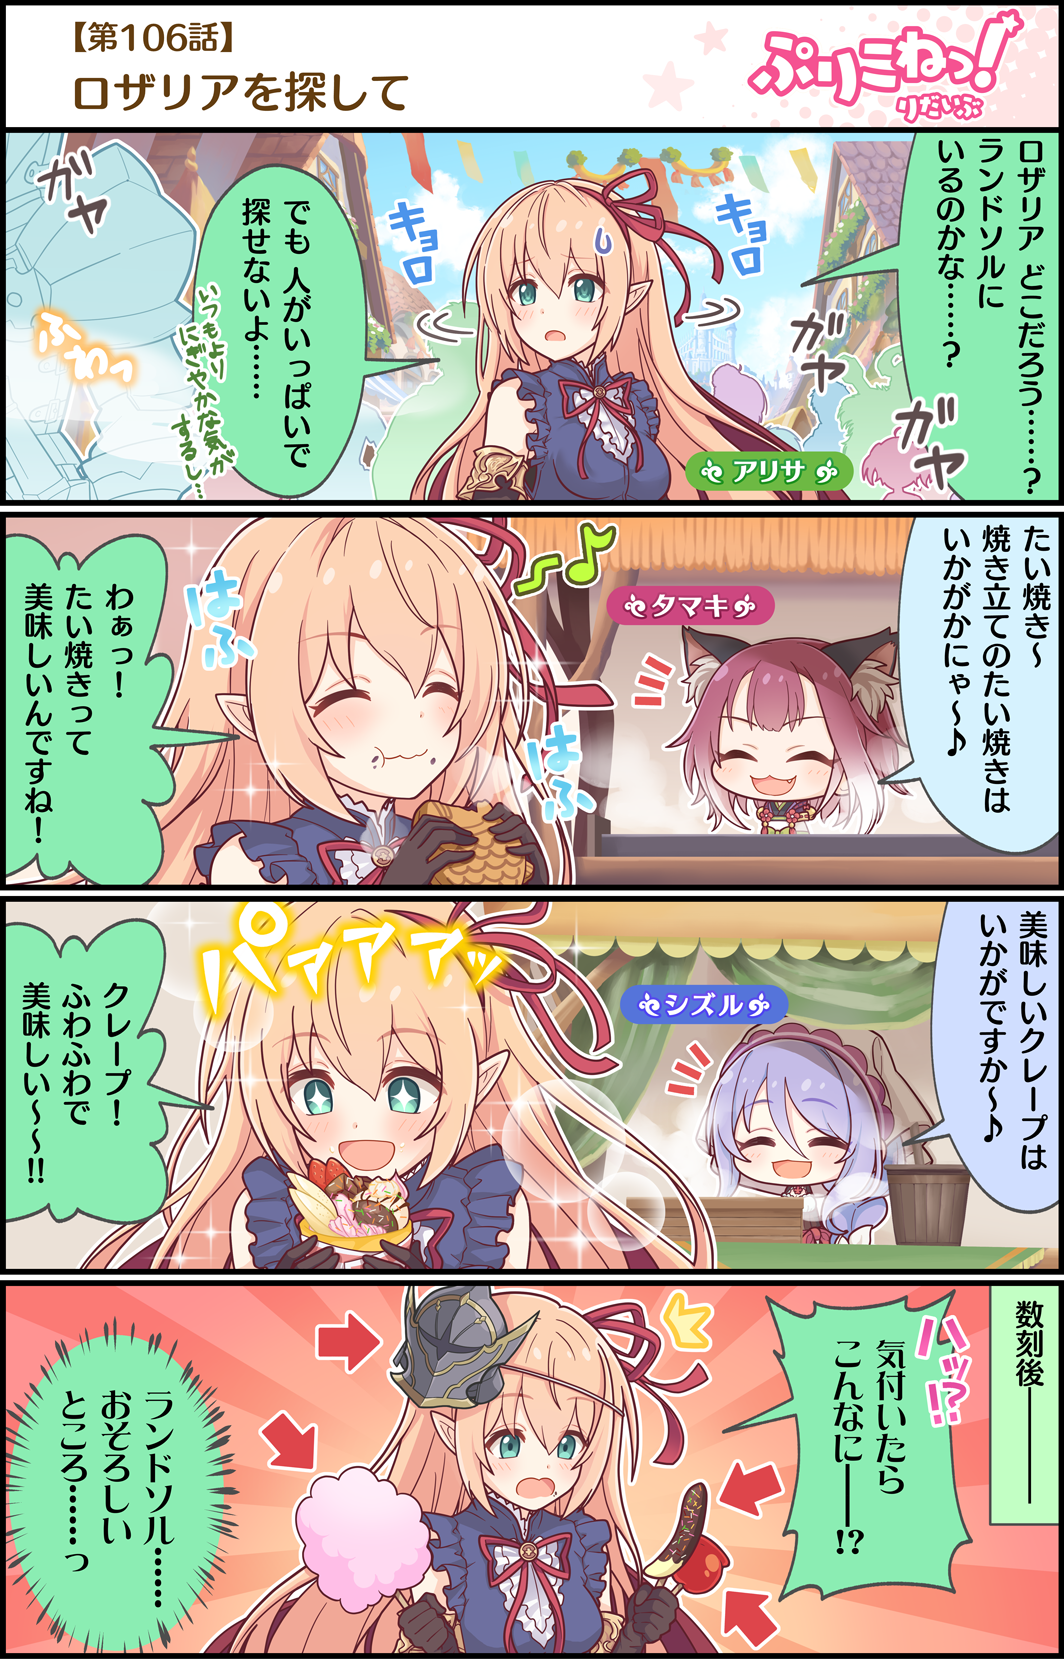 【第106話】
ロザリアを探して
ぷりこねっ!
りだいぶ
ロザリア どこだろう……?
ランドソルに
いるのかな……?
キョロ
キョロ
ガヤ
ガヤ
アリサ
でも 人がいっぱいで
探せないよ……
いつもより
にぎやかな気が
するし…
ガヤ
ふわっ
たい焼き〜
焼き立てのたい焼きは
いかがかにゃ〜♪
タマキ
はふ
はふ
わぁっ!
たい焼きって
美味しいんですね!
美味しいクレープは
いかがですか〜♪
シズル
パァアアッ
クレープ!
ふわふわで
美味しい〜〜!!
数刻後――
ハッ!?
気付いたら
こんなに――!?
ランドソル……
おそろしい
ところ……っ